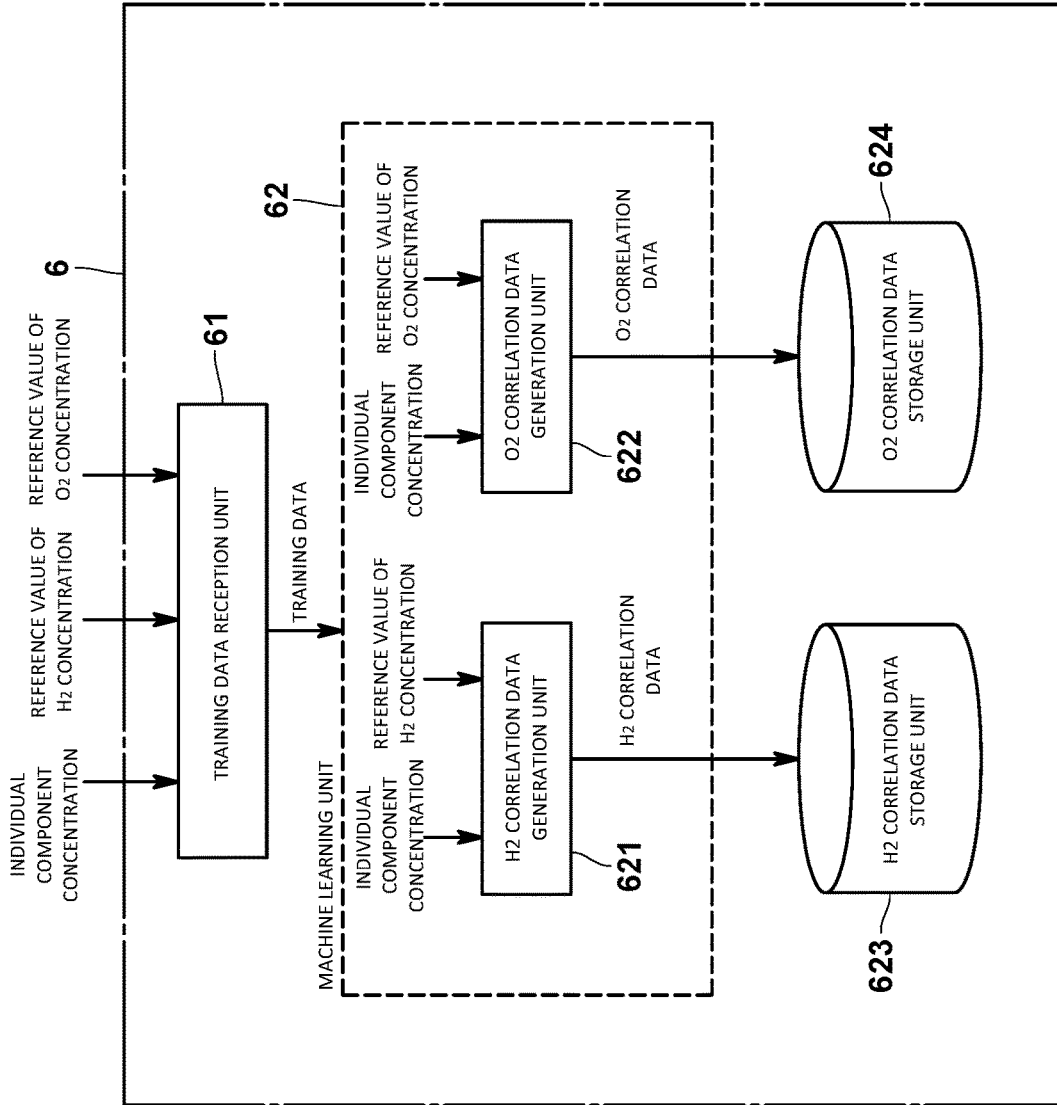 6
INDIVIDUAL
COMPONENT
CONCENTRATION
REFERENCE VALUE OF
H2 CONCENTRATION
REFERENCE VALUE OF
O2 CONCENTRATION
61
TRAINING DATA RECEPTION UNIT
TRAINING DATA
62
MACHINE LEARNING UNIT
INDIVIDUAL
COMPONENT
CONCENTRATION
REFERENCE VALUE OF
H2 CONCENTRATION
INDIVIDUAL
COMPONENT
CONCENTRATION
REFERENCE VALUE OF
O2 CONCENTRATION
H2 CORRELATION DATA
GENERATION UNIT
621
O2 CORRELATION DATA
GENERATION UNIT
622
H2 CORRELATION
DATA
O2 CORRELATION
DATA
H2 CORRELATION DATA
STORAGE UNIT
623
O2 CORRELATION DATA
STORAGE UNIT
624